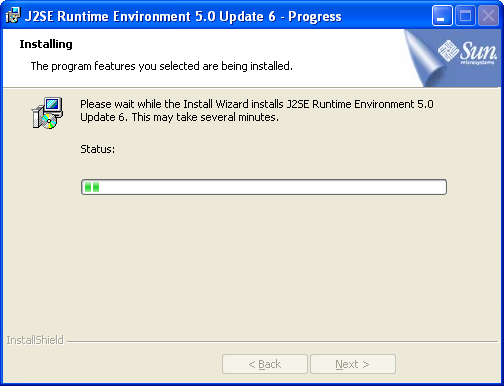 J2SE Runtime Environment 5.0 Update 6 - Progress
Installing
The program features you selected are being installed.
Sun
microsystems
Please wait while the Install Wizard installs J2SE Runtime Environment 5.0
Update 6. This may take several minutes.
Status:
InstallShield
< Back
Next >